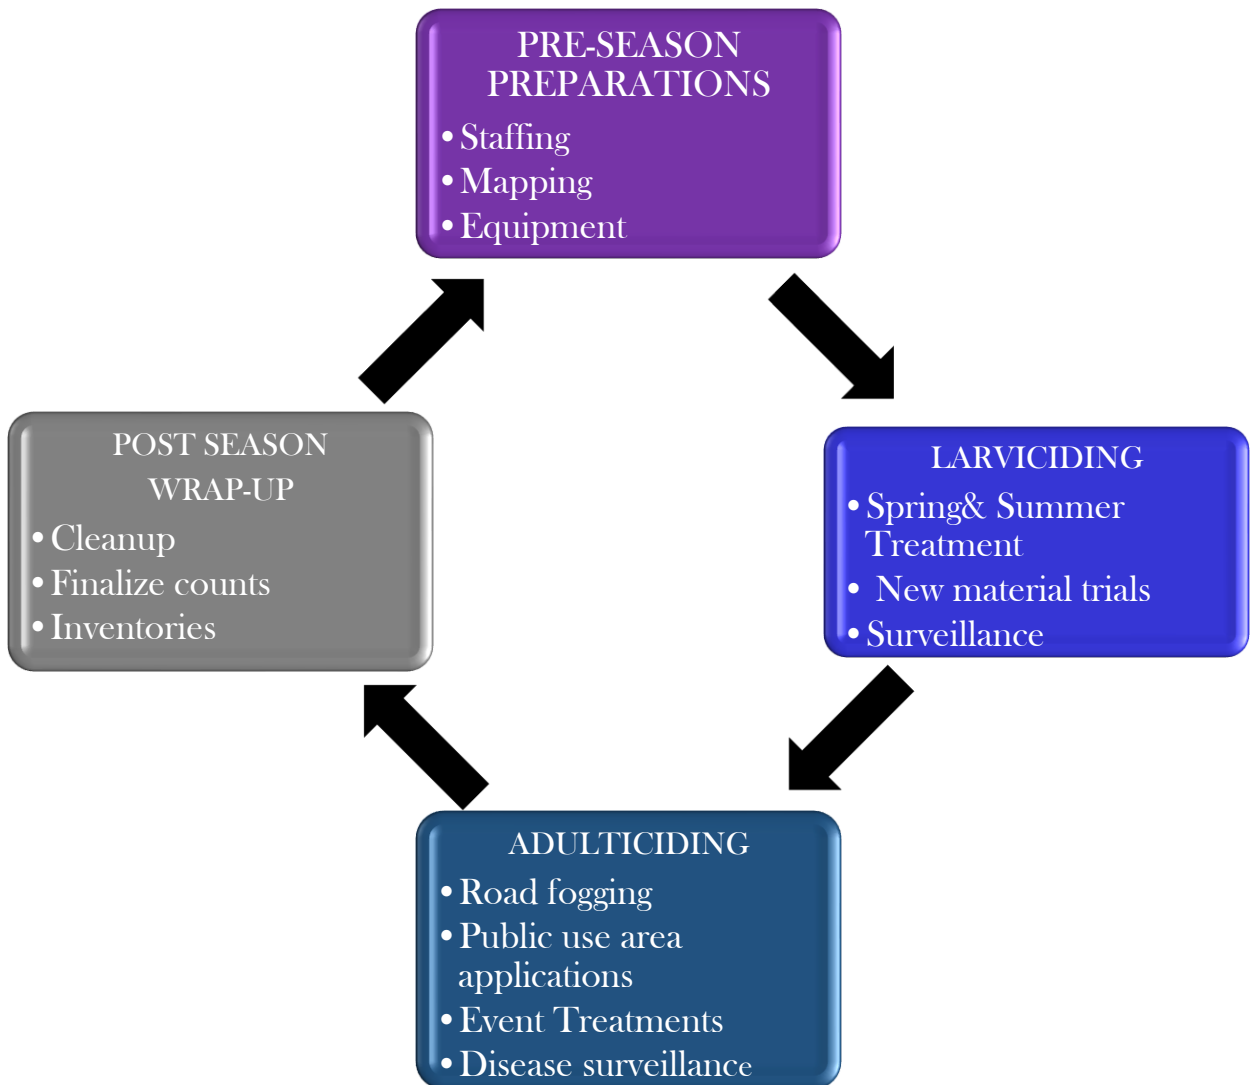 PRE-SEASON
PREPARATIONS
• Staffing
• Mapping
• Equipment
LARVICIDING
• Spring& Summer
Treatment
• New material trials
• Surveillance
ADULTICIDING
• Road fogging
• Public use area
applications
• Event Treatments
• Disease surveillance
POST SEASON
WRAP-UP
• Cleanup
• Finalize counts
• Inventories